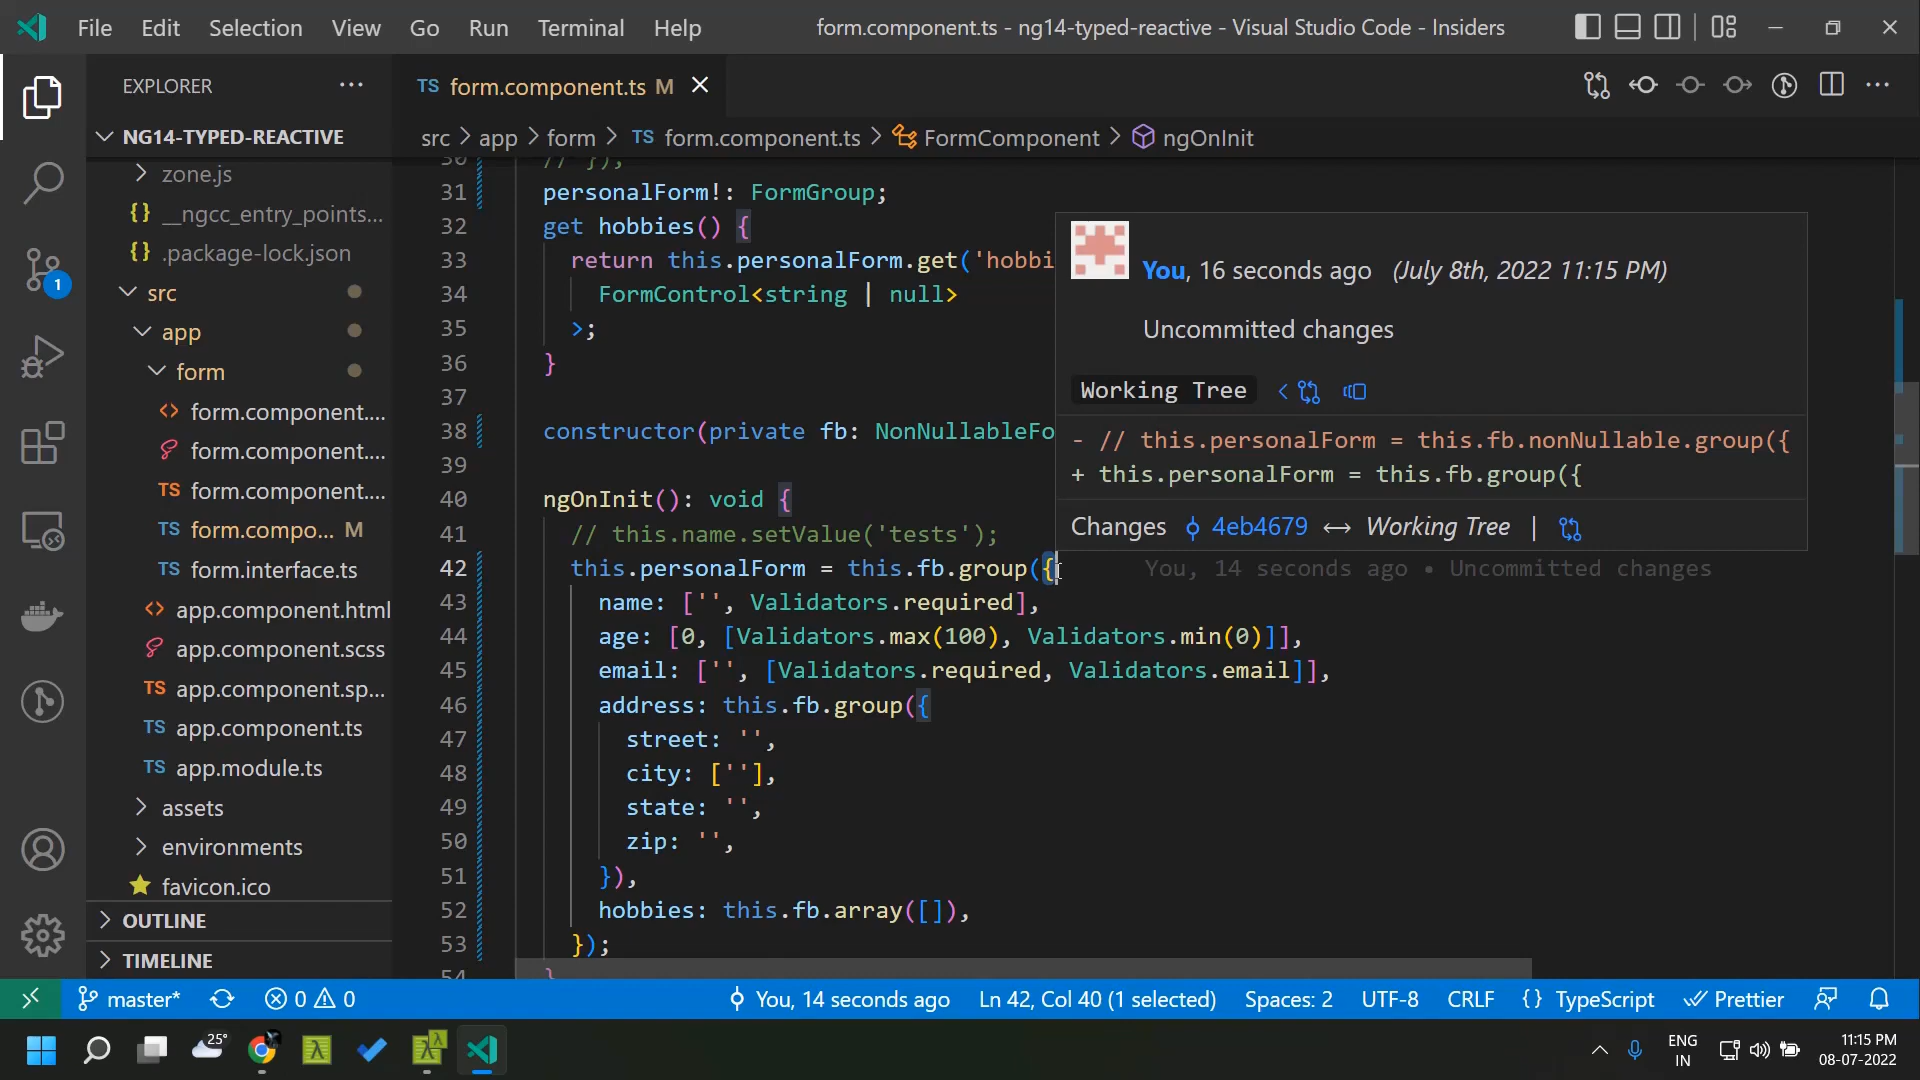 File Edit Selection View Go Run Terminal Help
form.component.ts - ng14-typed-reactive - Visual Studio Code - Insiders
EXPLORER ···
TS form.component.ts M
NG14-TYPED-REACTIVE
src > app > form > TS form.component.ts > FormComponent > ngOnInit
zone.js
{} __ngcc_entry_points...
{} .package-lock.json
src
app
form
<> form.component....
form.component....
TS form.component....
TS form.compo... M
TS form.interface.ts
<> app.component.html
app.component.scss
TS app.component.sp...
TS app.component.ts
TS app.module.ts
assets
environments
favicon.ico
OUTLINE
TIMELINE
1
30 // });
31 personalForm!: FormGroup;
32 get hobbies() {
33 return this.personalForm.get('hobbi
34 FormControl<string | null>
35 >;
36 }
37
38 constructor(private fb: NonNullableFo
39
40 ngOnInit(): void {
41 // this.name.setValue('tests');
42 this.personalForm = this.fb.group({ You, 14 seconds ago • Uncommitted changes
43 name: ['', Validators.required],
44 age: [0, [Validators.max(100), Validators.min(0)]],
45 email: ['', [Validators.required, Validators.email]],
46 address: this.fb.group({
47 street: '',
48 city: [''],
49 state: '',
50 zip: '',
51 }),
52 hobbies: this.fb.array([]),
53 });
54 }
You, 16 seconds ago (July 8th, 2022 11:15 PM)
Uncommitted changes
Working Tree
- // this.personalForm = this.fb.nonNullable.group({
+ this.personalForm = this.fb.group({
Changes 4eb4679 ↔ Working Tree |
master* 0 0 You, 14 seconds ago Ln 42, Col 40 (1 selected) Spaces: 2 UTF-8 CRLF {} TypeScript Prettier
25°
ENG
IN
11:15 PM
08-07-2022